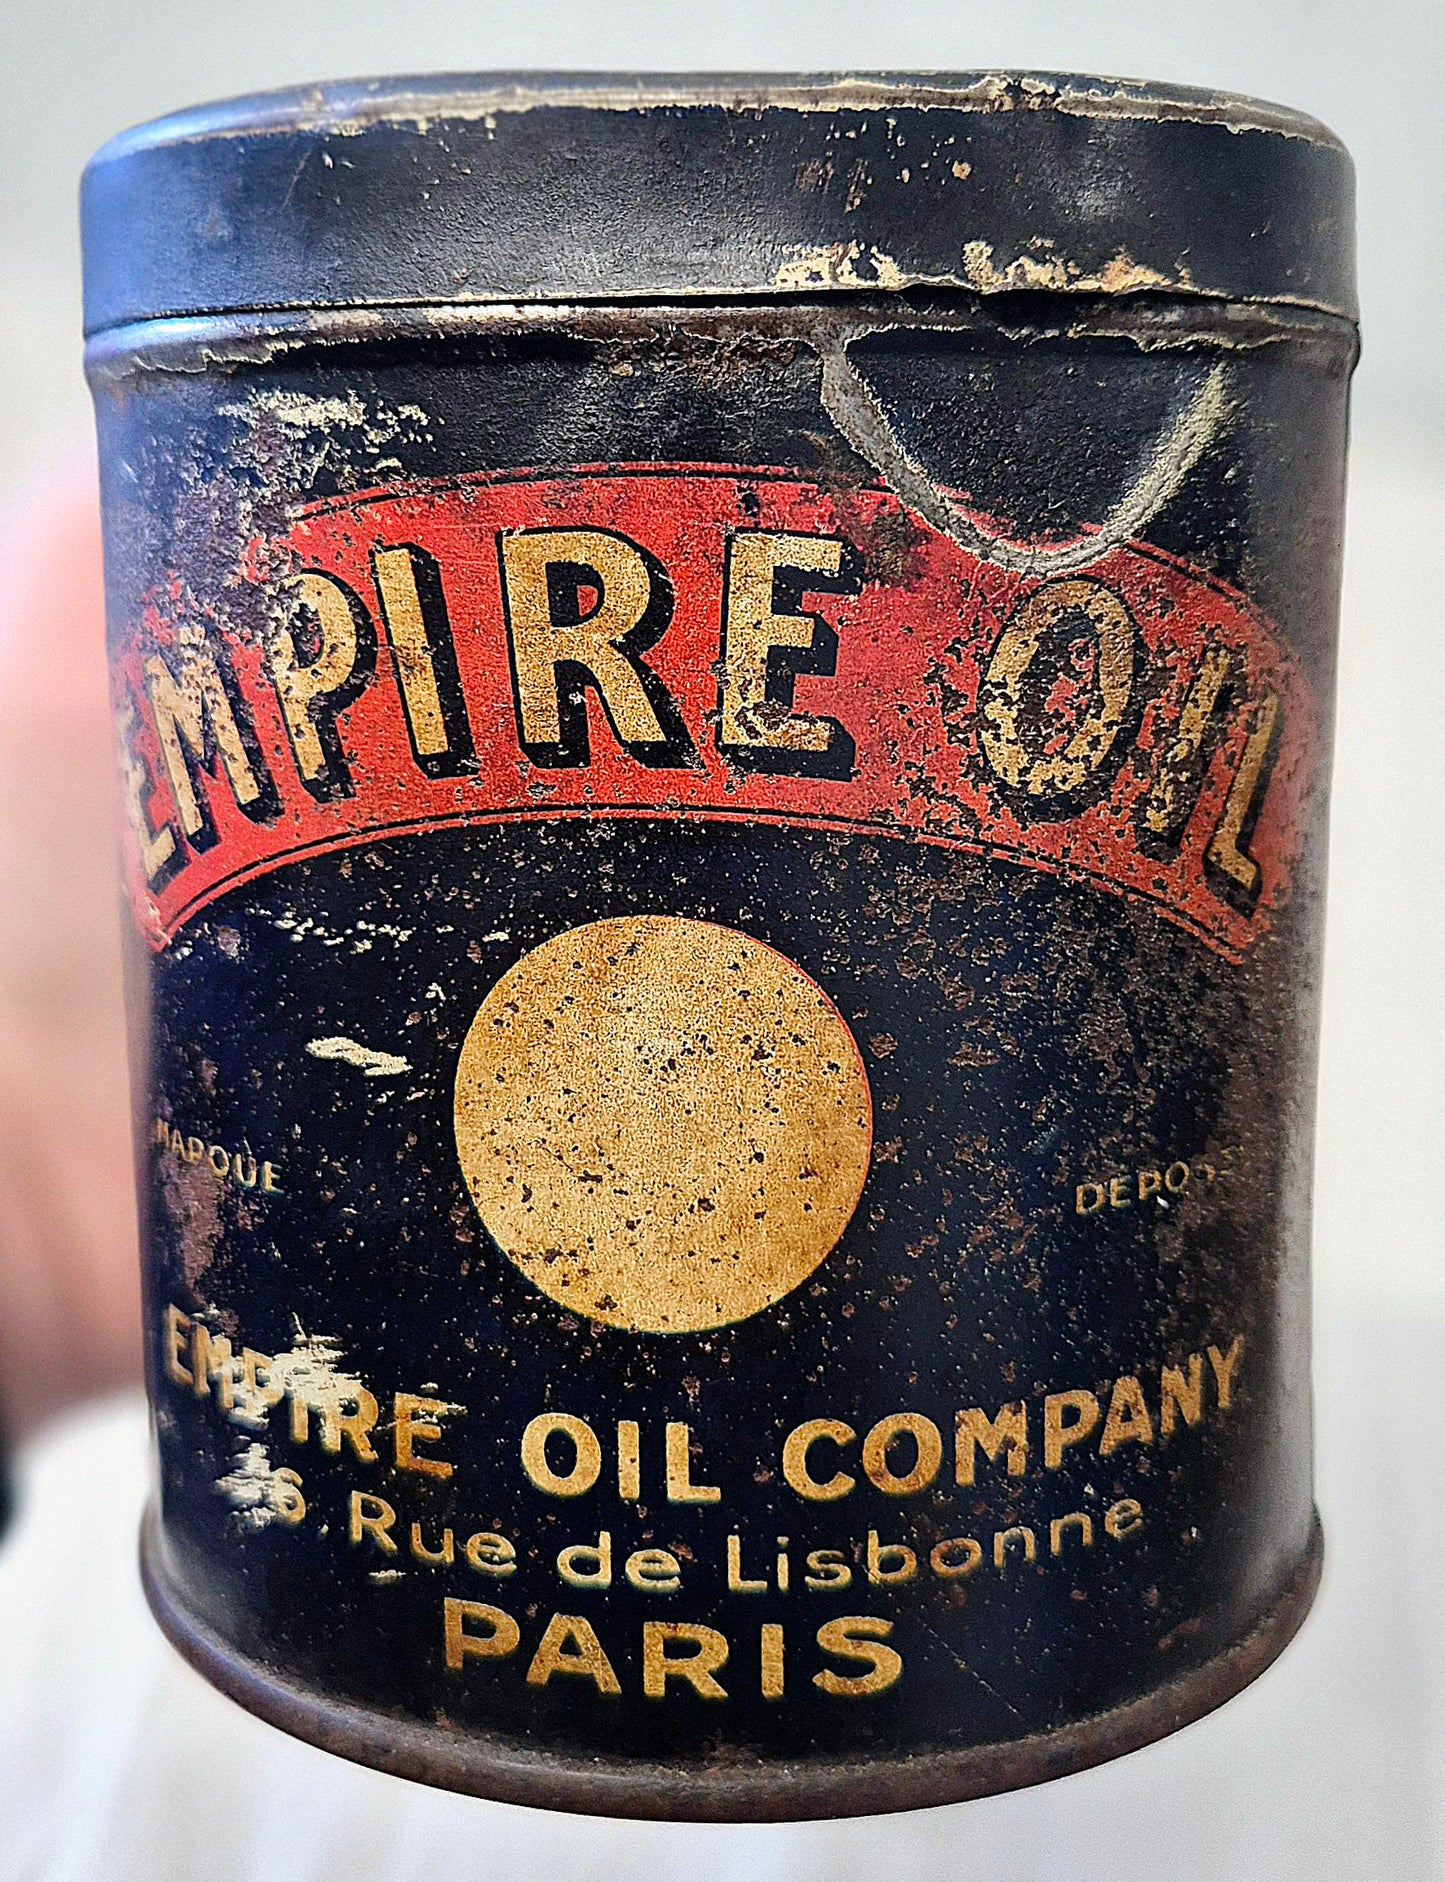 EMPIRE OIL
MARQUE
EMPIRE OIL COMPANY
Rue de Lisbonne
PARIS